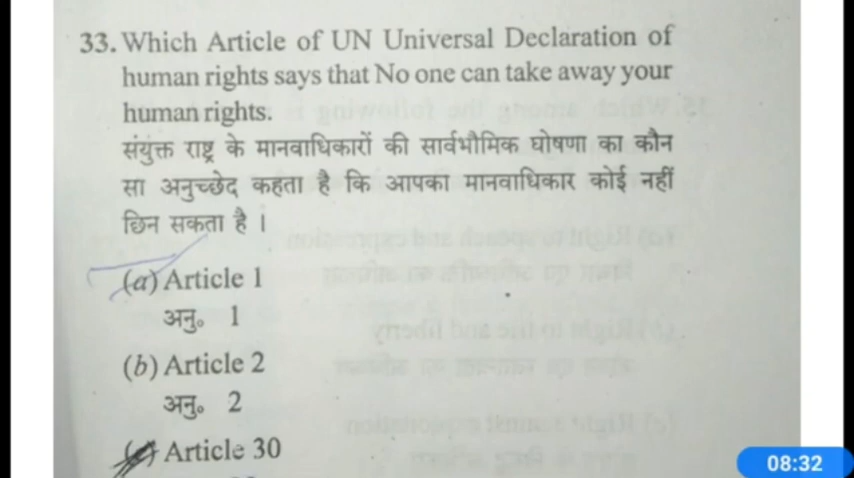 33. Which Article of UN Universal Declaration of
human rights says that No one can take away your
human rights.
संयुक्त राष्ट्र के मानवाधिकारों की सार्वभौमिक घोषणा का कौन
सा अनुच्छेद कहता है कि आपका मानवाधिकार कोई नहीं
छिन सकता है ।
(a) Article 1
अनु॰ 1
(b) Article 2
अनु॰ 2
(c) Article 30
08:32